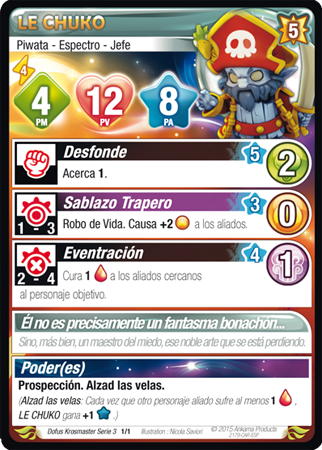 LE CHUKO
5
Piwata - Espectro - Jefe
4
4
PM
12
PV
8
PA
Desfonde
5
2
Acerca 1.
Sablazo Trapero
3
0
1 - 3
Robo de Vida. Causa +2 a los aliados.
Eventración
4
1
2 - 4
Cura 1 a los aliados cercanos
al personaje objetivo.
Él no es precisamente un fantasma bonachón...
Sino, más bien, un maestro del miedo, ese noble arte que se está perdiendo.
Poder(es)
Prospección. Alzad las velas.
(Alzad las velas: Cada vez que otro personaje aliado sufre al menos 1 ,
LE CHUKO gana +1 .)
Dofus Krosmaster Serie 3 1/1 Illustration : Nicola Saviori
© 2015 Ankama Products